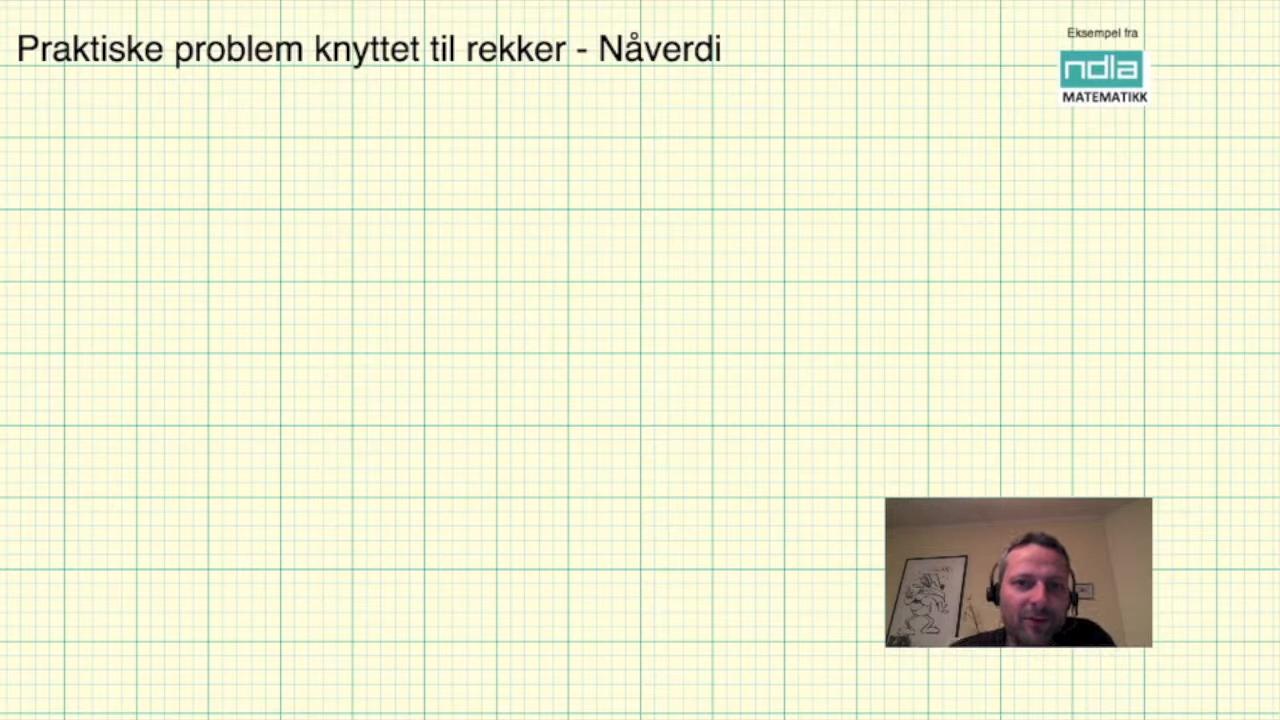 Praktiske problem knyttet til rekker - Nåverdi
Eksempel fra
ndla
MATEMATIKK